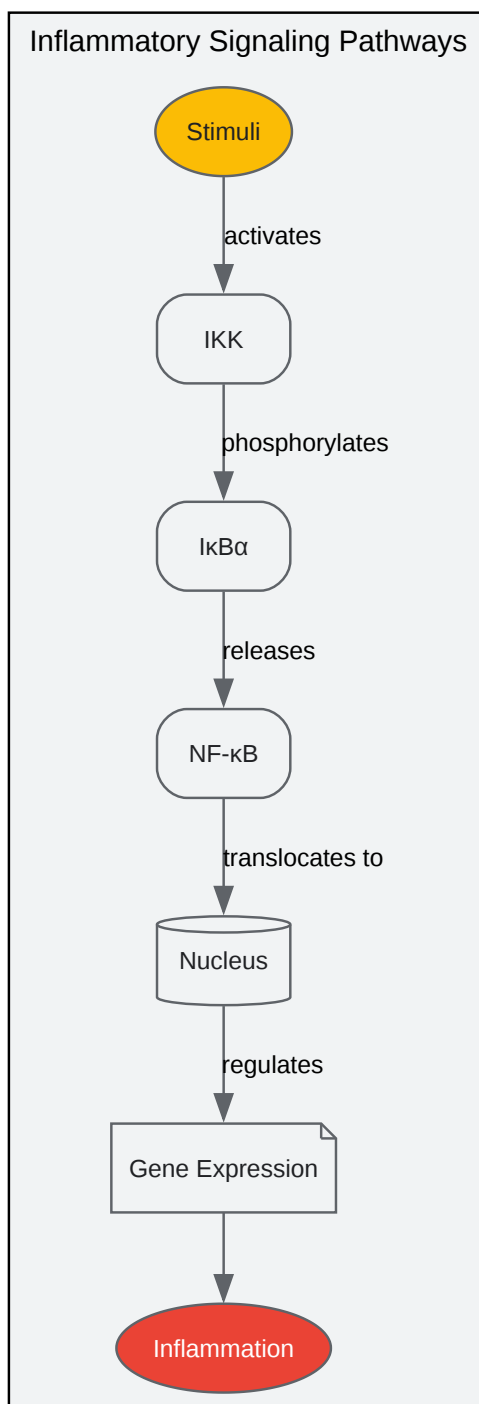 Inflammatory Signaling Pathways
Stimuli
activates
IKK
phosphorylates
IκBα
releases
NF-κB
translocates to
Nucleus
regulates
Gene Expression
Inflammation